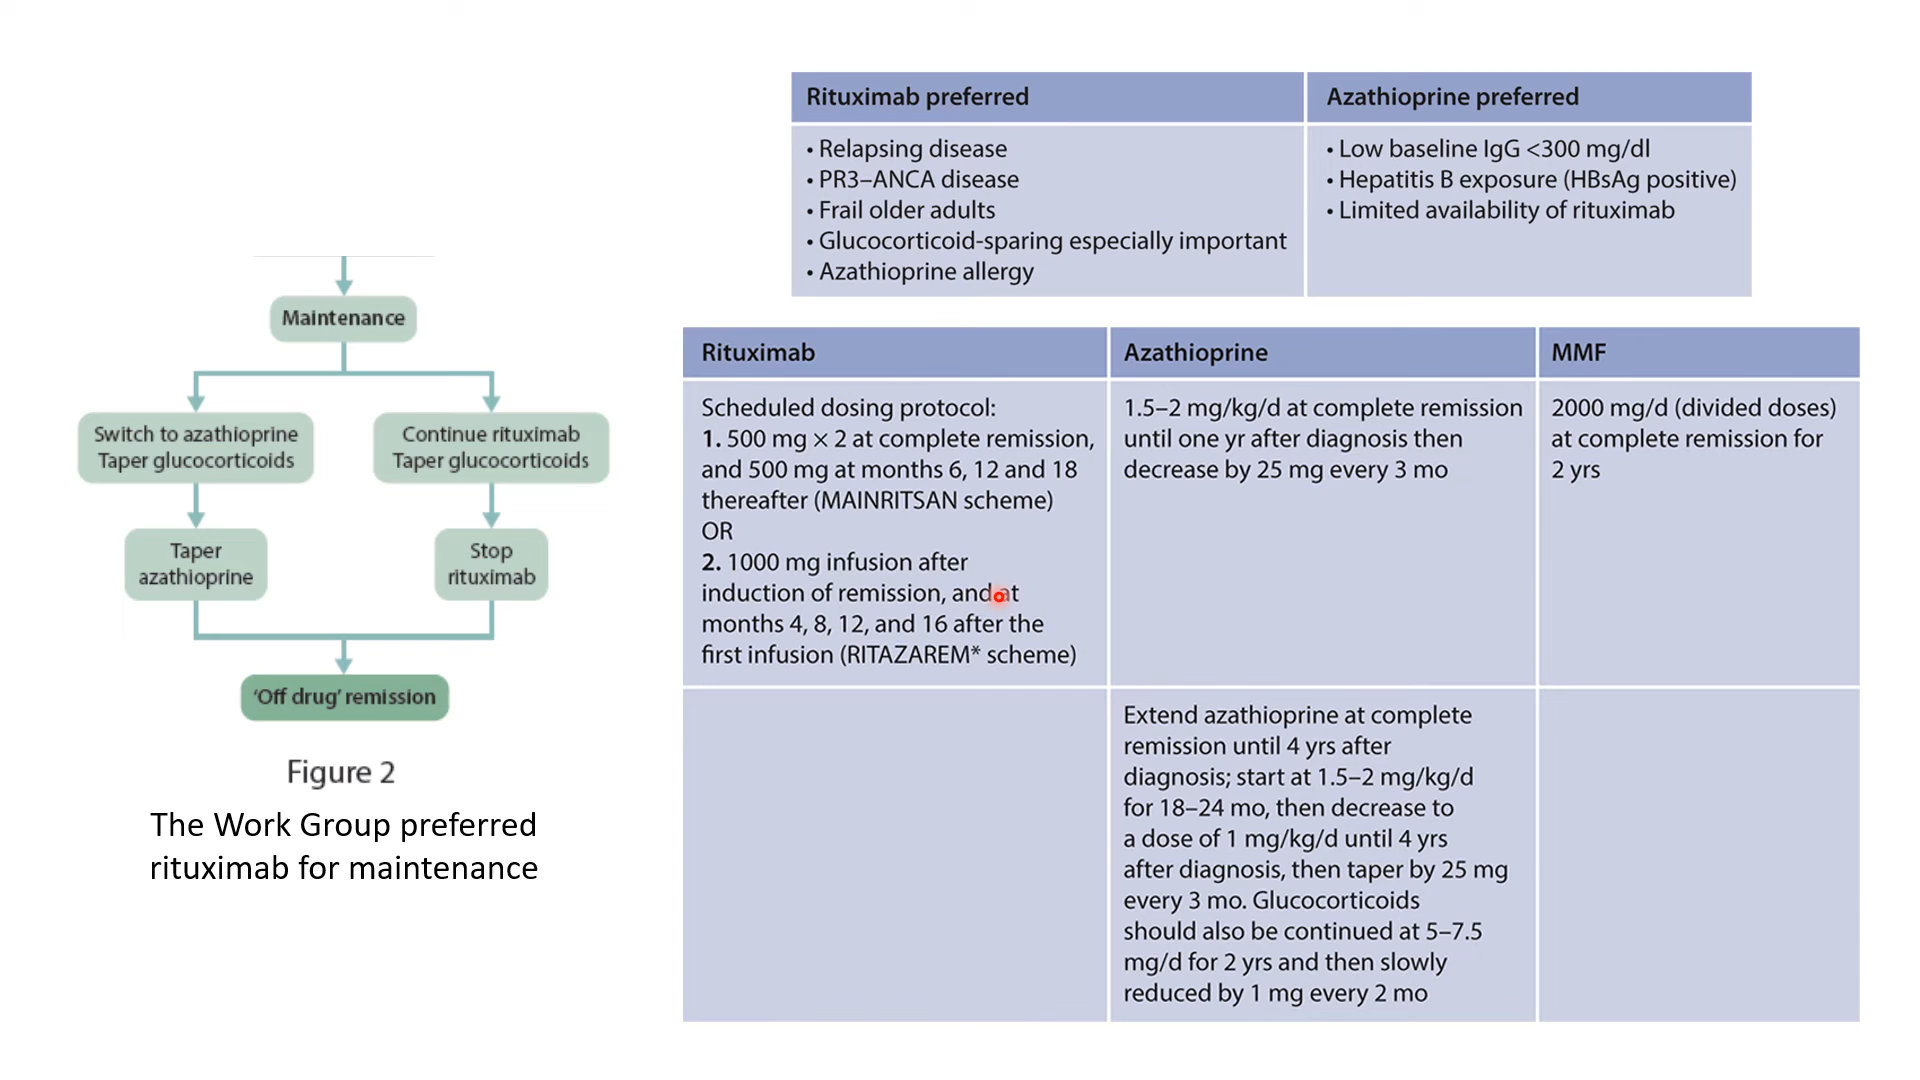 Maintenance
Switch to azathioprine
Taper glucocorticoids
Continue rituximab
Taper glucocorticoids
Taper
azathioprine
Stop
rituximab
‘Off drug’ remission
Figure 2
The Work Group preferred
rituximab for maintenance
Rituximab preferred
• Relapsing disease
• PR3–ANCA disease
• Frail older adults
• Glucocorticoid-sparing especially important
• Azathioprine allergy
Azathioprine preferred
• Low baseline IgG <300 mg/dl
• Hepatitis B exposure (HBsAg positive)
• Limited availability of rituximab
Rituximab
Scheduled dosing protocol:
1. 500 mg × 2 at complete remission,
and 500 mg at months 6, 12 and 18
thereafter (MAINRITSAN scheme)
OR
2. 1000 mg infusion after
induction of remission, and at
months 4, 8, 12, and 16 after the
first infusion (RITAZAREM* scheme)
Azathioprine
1.5–2 mg/kg/d at complete remission
until one yr after diagnosis then
decrease by 25 mg every 3 mo
Extend azathioprine at complete
remission until 4 yrs after
diagnosis; start at 1.5–2 mg/kg/d
for 18–24 mo, then decrease to
a dose of 1 mg/kg/d until 4 yrs
after diagnosis, then taper by 25 mg
every 3 mo. Glucocorticoids
should also be continued at 5–7.5
mg/d for 2 yrs and then slowly
reduced by 1 mg every 2 mo
MMF
2000 mg/d (divided doses)
at complete remission for
2 yrs